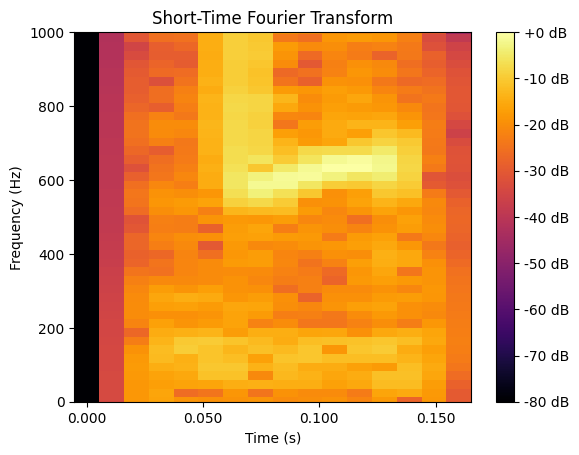 Short-Time Fourier Transform
1000
800
600
400
200
0
Frequency (Hz)
0.000
0.050
0.100
0.150
Time (s)
+0 dB
-10 dB
-20 dB
-30 dB
-40 dB
-50 dB
-60 dB
-70 dB
-80 dB